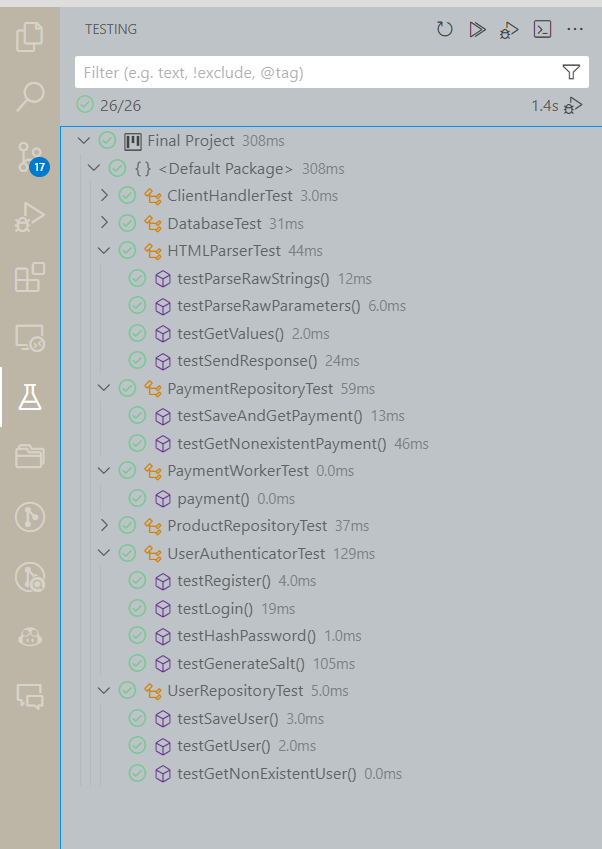 TESTING
Filter (e.g. text, !exclude, @tag)
26/26 1.4s
17
Final Project 308ms
{ } <Default Package> 308ms
ClientHandlerTest 3.0ms
DatabaseTest 31ms
HTMLParserTest 44ms
testParseRawStrings() 12ms
testParseRawParameters() 6.0ms
testGetValues() 2.0ms
testSendResponse() 24ms
PaymentRepositoryTest 59ms
testSaveAndGetPayment() 13ms
testGetNonexistentPayment() 46ms
PaymentWorkerTest 0.0ms
payment() 0.0ms
ProductRepositoryTest 37ms
UserAuthenticatorTest 129ms
testRegister() 4.0ms
testLogin() 19ms
testHashPassword() 1.0ms
testGenerateSalt() 105ms
UserRepositoryTest 5.0ms
testSaveUser() 3.0ms
testGetUser() 2.0ms
testGetNonExistentUser() 0.0ms